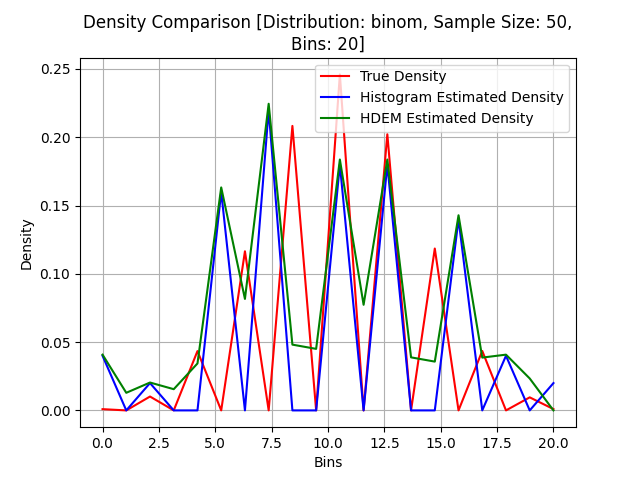 Density Comparison [Distribution: binom, Sample Size: 50,
Bins: 20]
0.25
0.20
0.15
0.10
0.05
0.00
Density
True Density
Histogram Estimated Density
HDEM Estimated Density
0.0 2.5 5.0 7.5 10.0 12.5 15.0 17.5 20.0
Bins